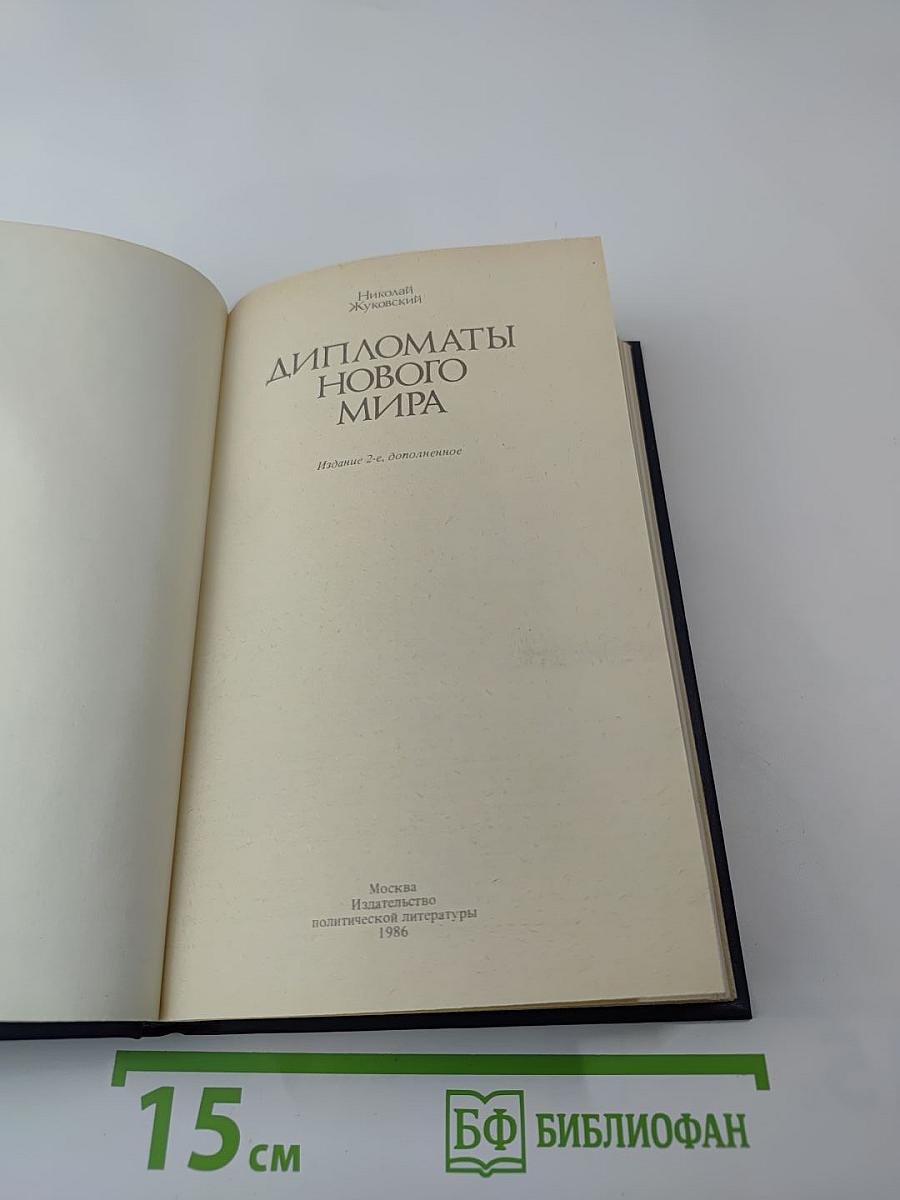 Николай
Жуковский
ДИПЛОМАТЫ
НОВОГО
МИРА
Издание 2-е, дополненное
Москва
Издательство
политической литературы
1986
15 см
БФ БИБЛИОФАН